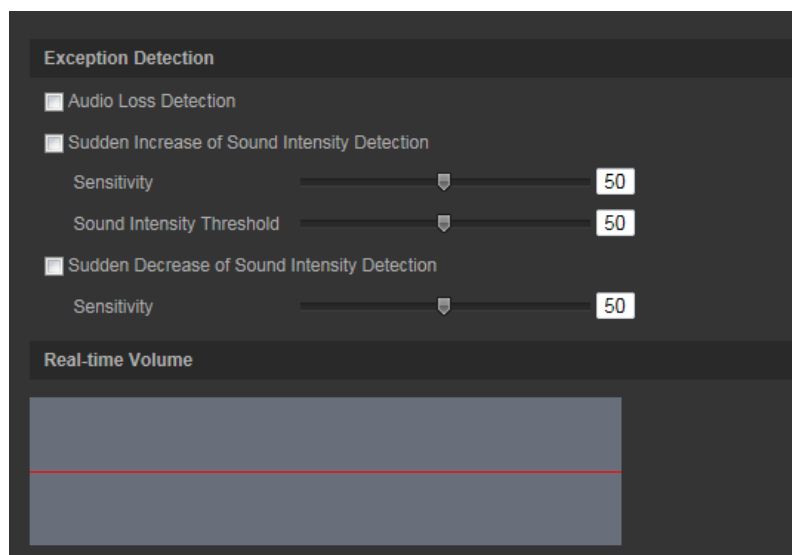 Exception Detection
Audio Loss Detection
Sudden Increase of Sound Intensity Detection
Sensitivity 50
Sound Intensity Threshold 50
Sudden Decrease of Sound Intensity Detection
Sensitivity 50
Real-time Volume